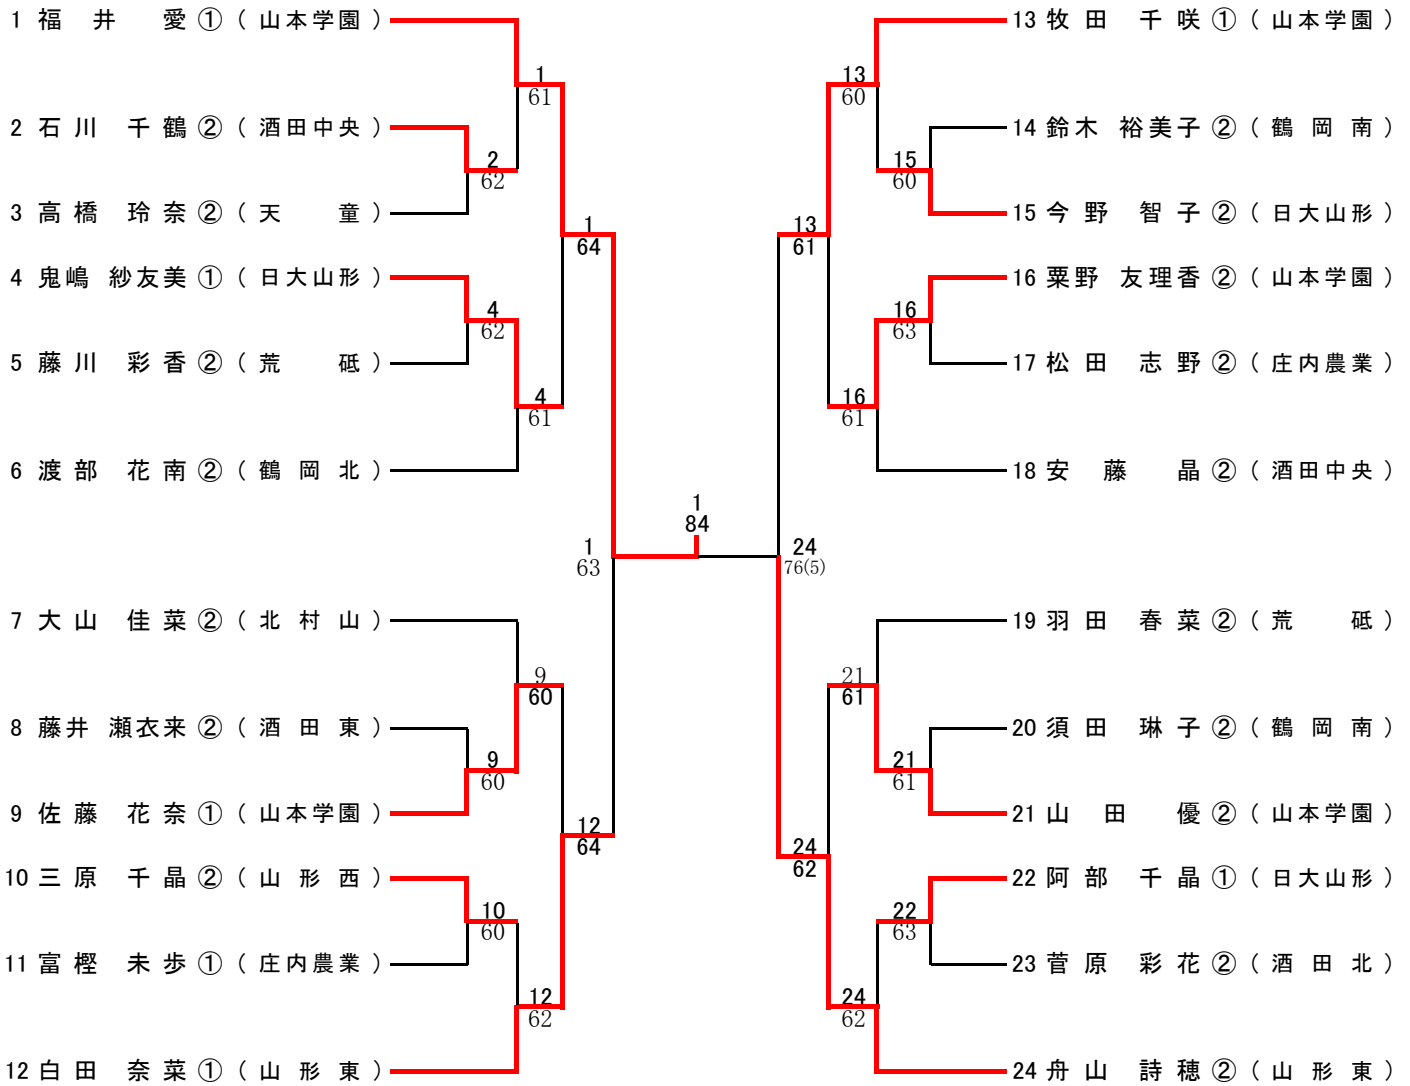 1 福井 愛 ① ( 山本学園 )
2 石川 千鶴 ② ( 酒田中央 )
3 高橋 玲奈 ② ( 天童 )
4 鬼嶋 紗友美 ① ( 日大山形 )
5 藤川 彩香 ② ( 荒砥 )
6 渡部 花南 ② ( 鶴岡北 )
7 大山 佳菜 ② ( 北村山 )
8 藤井 瀬衣来 ② ( 酒田東 )
9 佐藤 花奈 ① ( 山本学園 )
10 三原 千晶 ② ( 山形西 )
11 富樫 未歩 ① ( 庄内農業 )
12 白田 奈菜 ① ( 山形東 )
1
61
2
62
4
62
4
61
1
64
9
60
9
60
10
60
12
62
12
64
1
63
1
84
24
76(5)
13
61
13
60
15
60
16
63
16
61
21
61
21
61
22
63
24
62
24
62
13 牧田 千咲 ① ( 山本学園 )
14 鈴木 裕美子 ② ( 鶴岡南 )
15 今野 智子 ② ( 日大山形 )
16 粟野 友理香 ② ( 山本学園 )
17 松田 志野 ② ( 庄内農業 )
18 安藤 晶 ② ( 酒田中央 )
19 羽田 春菜 ② ( 荒砥 )
20 須田 琳子 ② ( 鶴岡南 )
21 山田 優 ② ( 山本学園 )
22 阿部 千晶 ① ( 日大山形 )
23 菅原 彩花 ② ( 酒田北 )
24 舟山 詩穂 ② ( 山形東 )